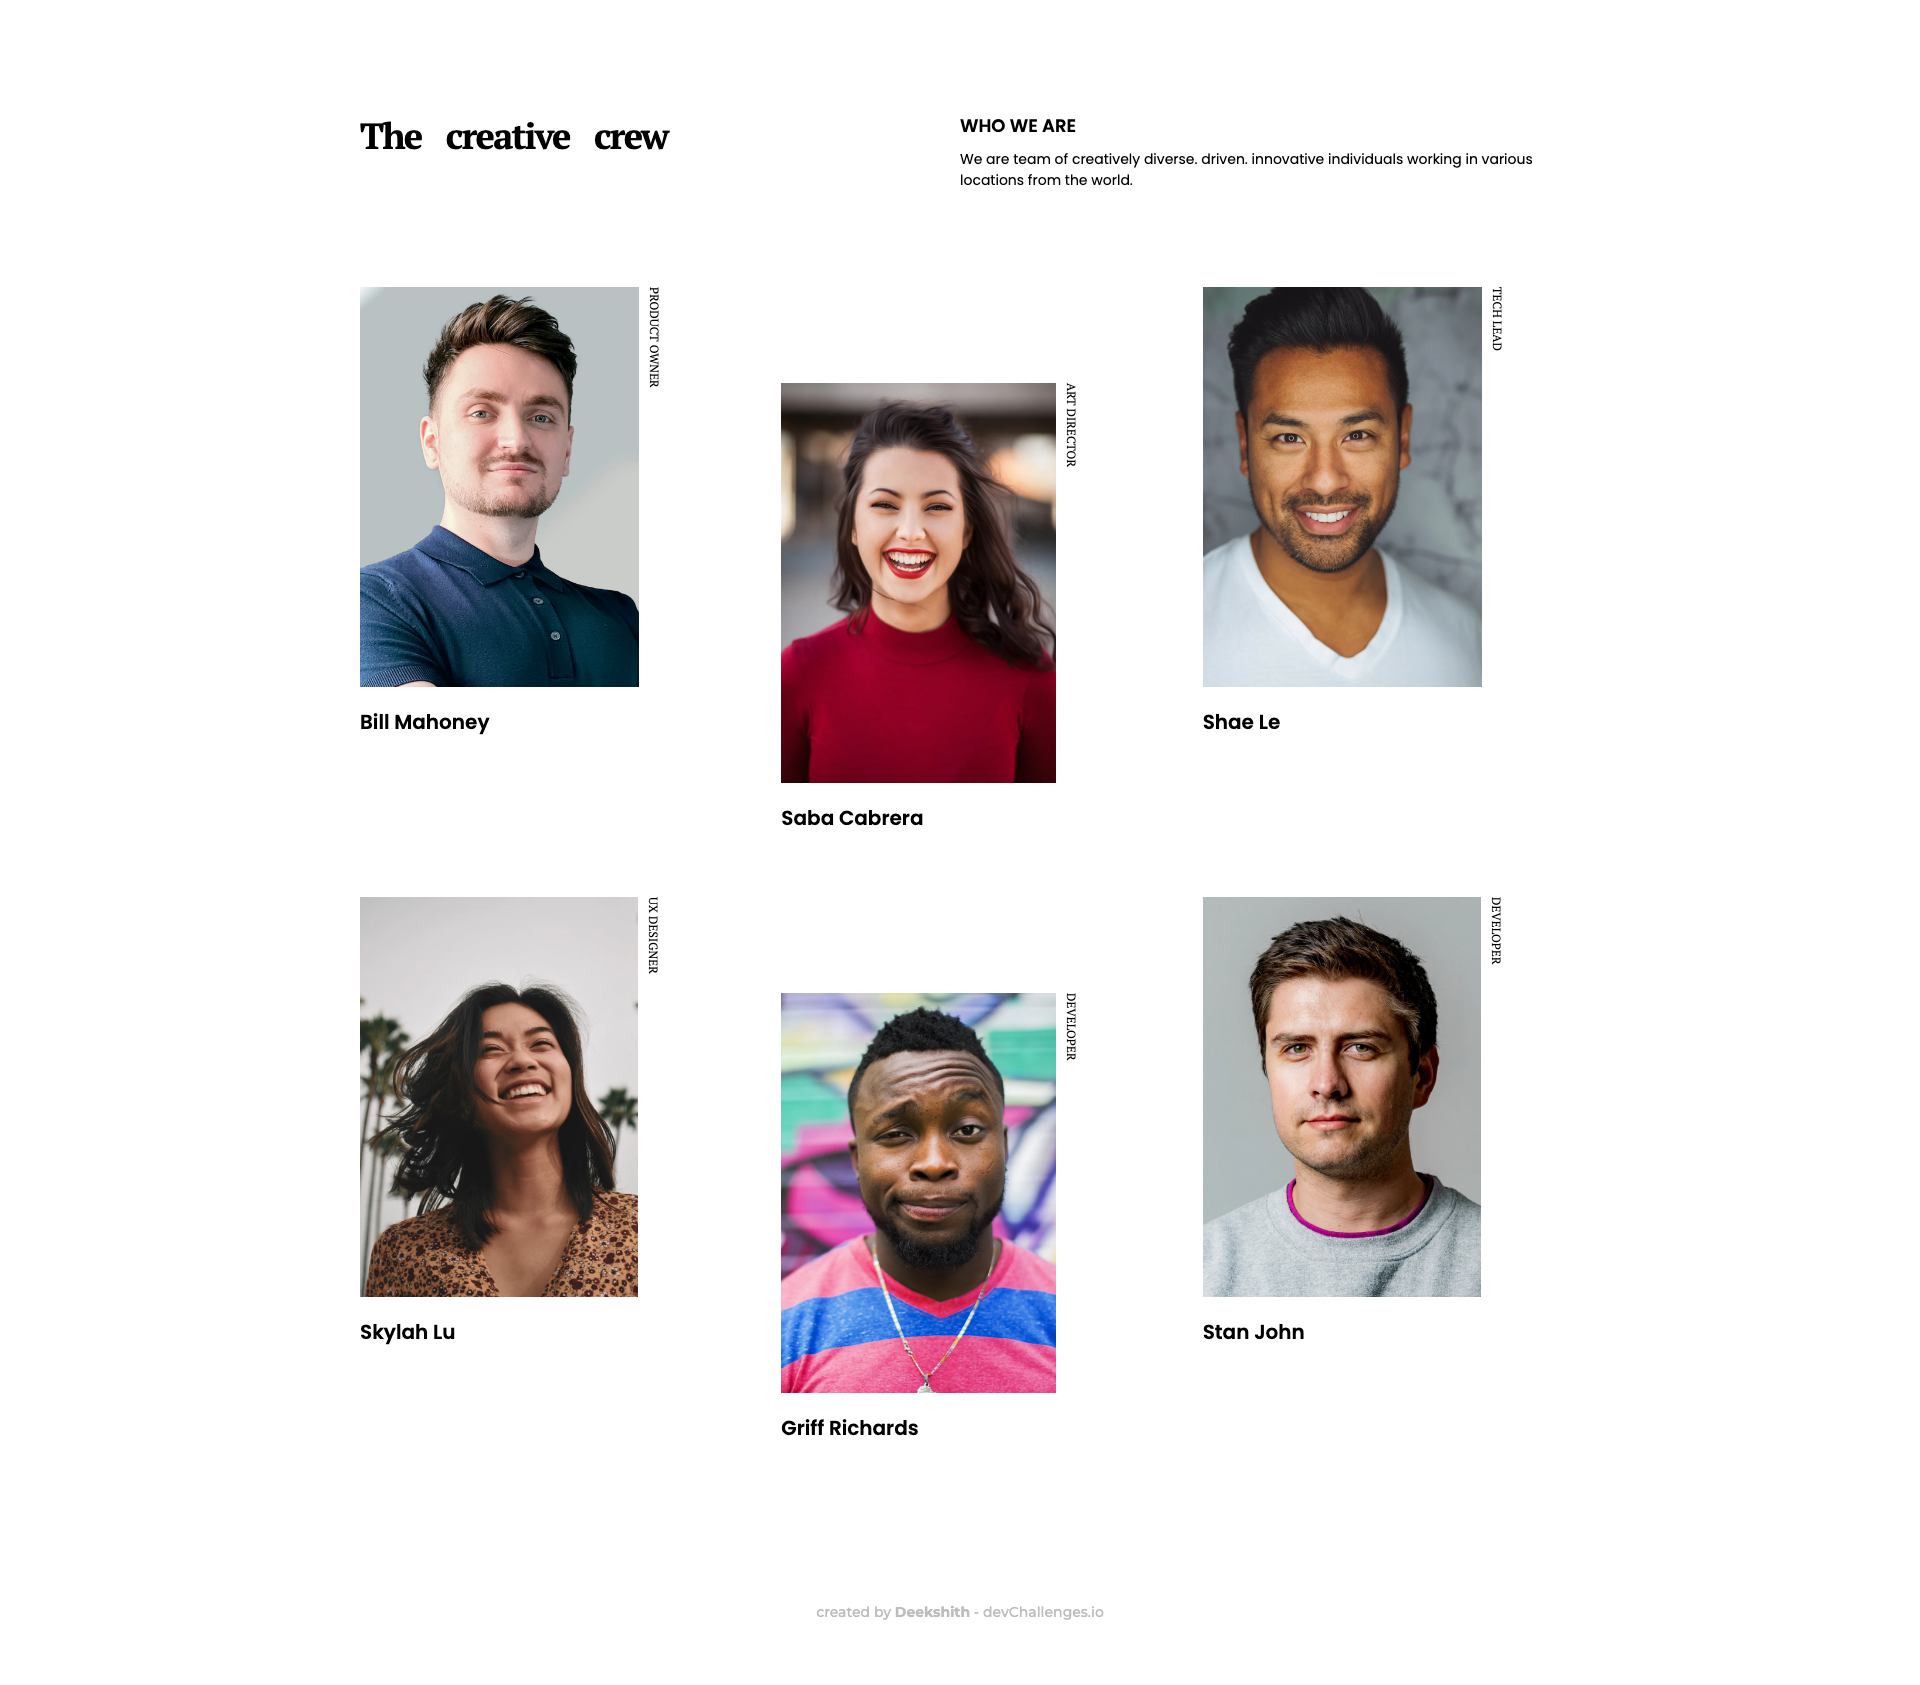 The creative crew
WHO WE ARE
We are team of creatively diverse. driven. innovative individuals working in various
locations from the world.
PRODUCT OWNER
Bill Mahoney
ART DIRECTOR
Saba Cabrera
TECH LEAD
Shae Le
UX DESIGNER
Skylah Lu
DEVELOPER
Griff Richards
DEVELOPER
Stan John
created by Deekshith - devChallenges.io